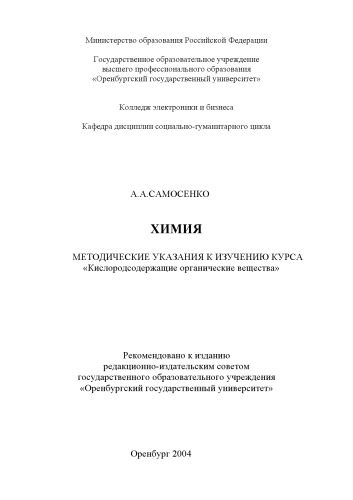 Министерство образования Российской Федерации
Государственное образовательное учреждение
высшего профессионального образования
«Оренбургский государственный университет»
Колледж электроники и бизнеса
Кафедра дисциплин социально-гуманитарного цикла
А.А.САМОСЕНКО
ХИМИЯ
МЕТОДИЧЕСКИЕ УКАЗАНИЯ К ИЗУЧЕНИЮ КУРСА
«Кислородсодержащие органические вещества»
Рекомендовано к изданию
редакционно-издательским советом
государственного образовательного учреждения
«Оренбургский государственный университет»
Оренбург 2004